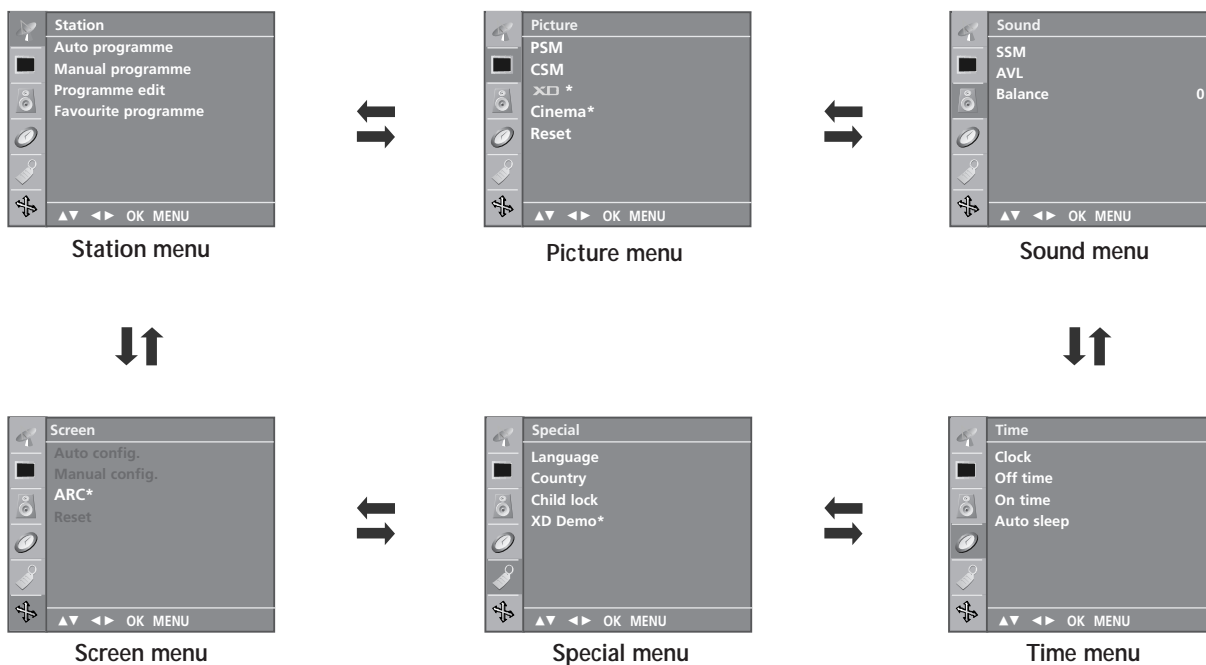 Station
Auto programme
Manual programme
Programme edit
Favourite programme
▲▼ ◄► OK MENU
Station menu
Picture
PSM
CSM
XD *
Cinema*
Reset
▲▼ ◄► OK MENU
Picture menu
Sound
SSM
AVL
Balance 0
▲▼ ◄► OK MENU
Sound menu
Screen
Auto config.
Manual config.
ARC*
Reset
▲▼ ◄► OK MENU
Screen menu
Special
Language
Country
Child lock
XD Demo*
▲▼ ◄► OK MENU
Special menu
Time
Clock
Off time
On time
Auto sleep
▲▼ ◄► OK MENU
Time menu